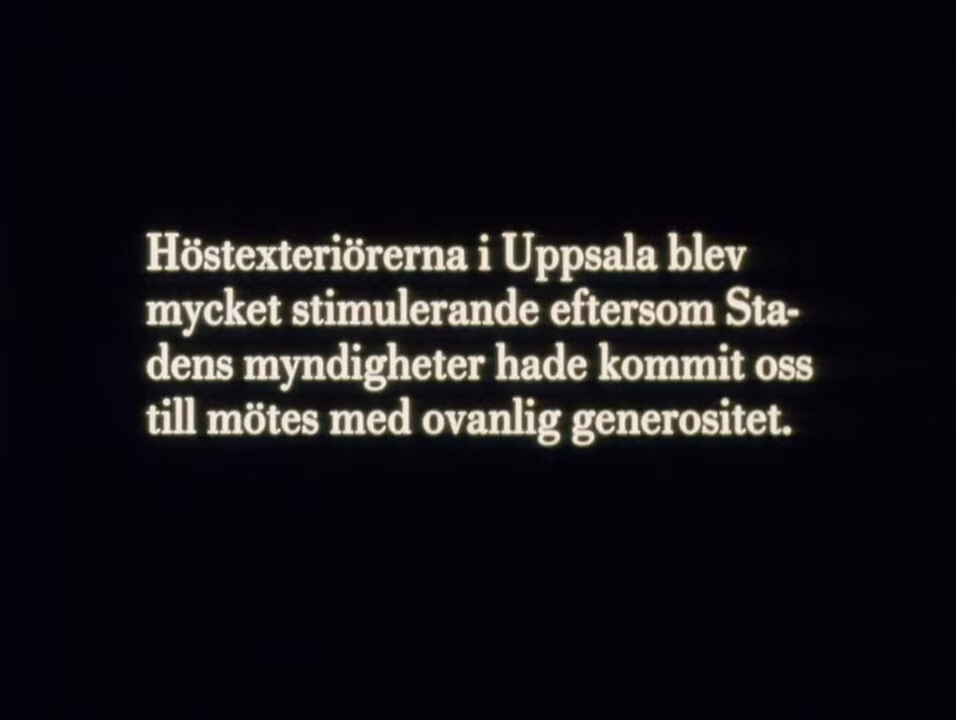 Höstexteriörerna i Uppsala blev
mycket stimulerande eftersom Sta-
dens myndigheter hade kommit oss
till mötes med ovanlig generositet.